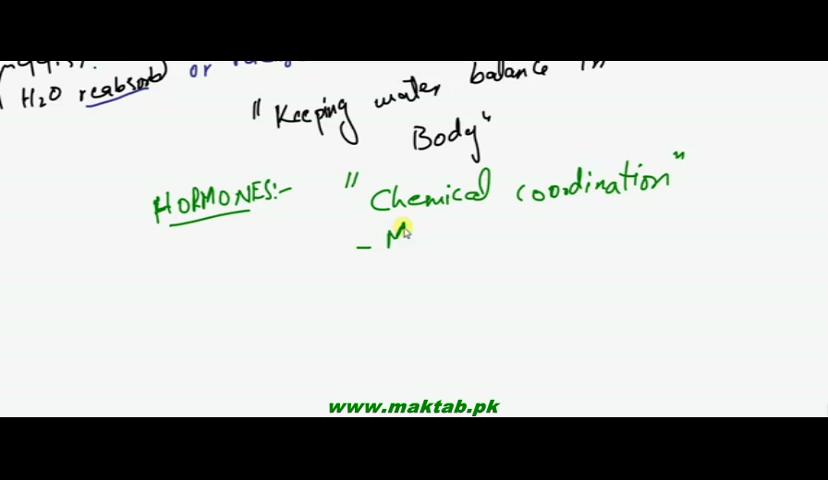 H2O reabsorb or
"Keeping water balance in
Body"
HORMONES:- "Chemical coordination"
- M
www.maktab.pk